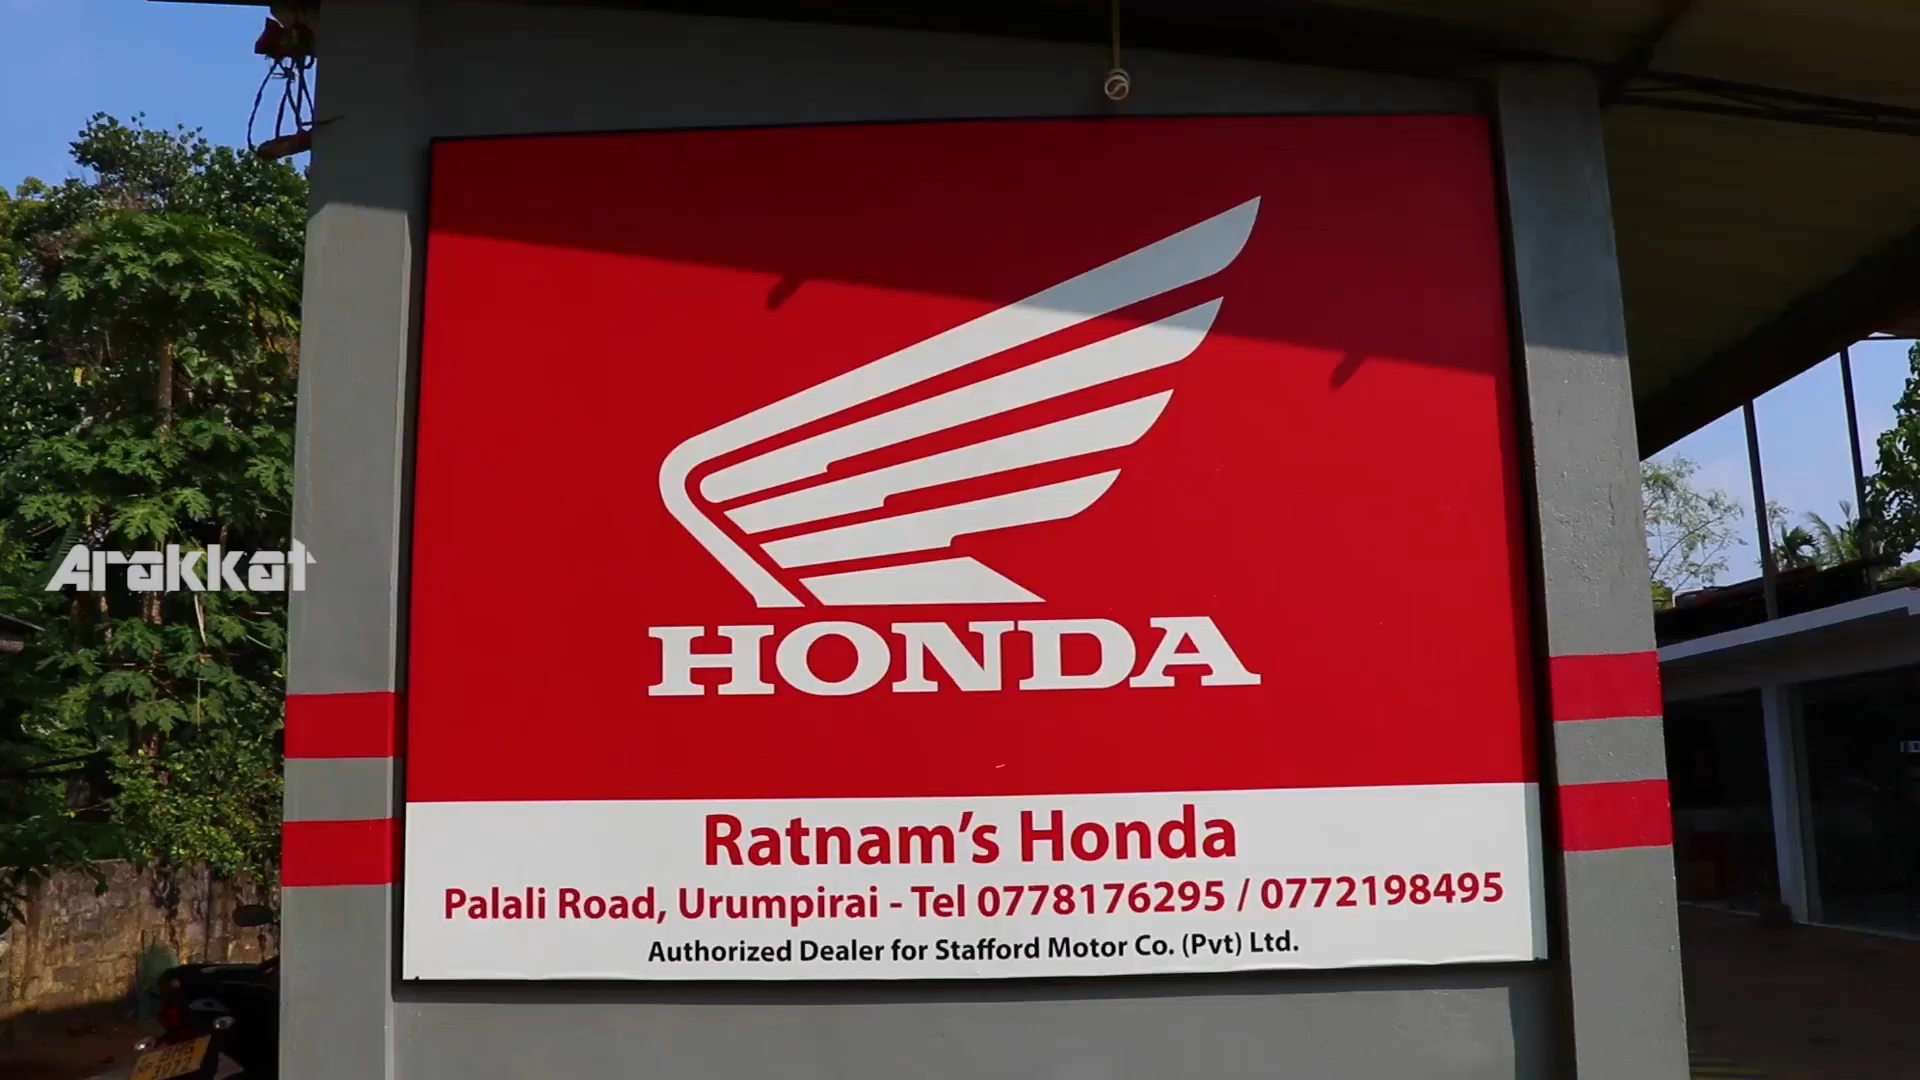 Arakkat
HONDA
Ratnam's Honda
Palali Road, Urumpirai - Tel 0778176295 / 0772198495
Authorized Dealer for Stafford Motor Co. (Pvt) Ltd.